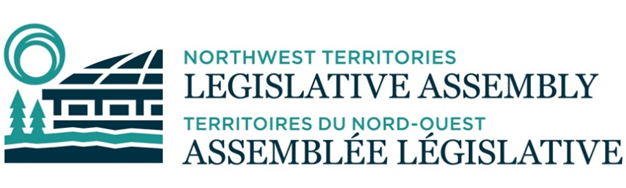 NORTHWEST TERRITORIES
LEGISLATIVE ASSEMBLY
TERRITOIRES DU NORD-OUEST
ASSEMBLÉE LÉGISLATIVE